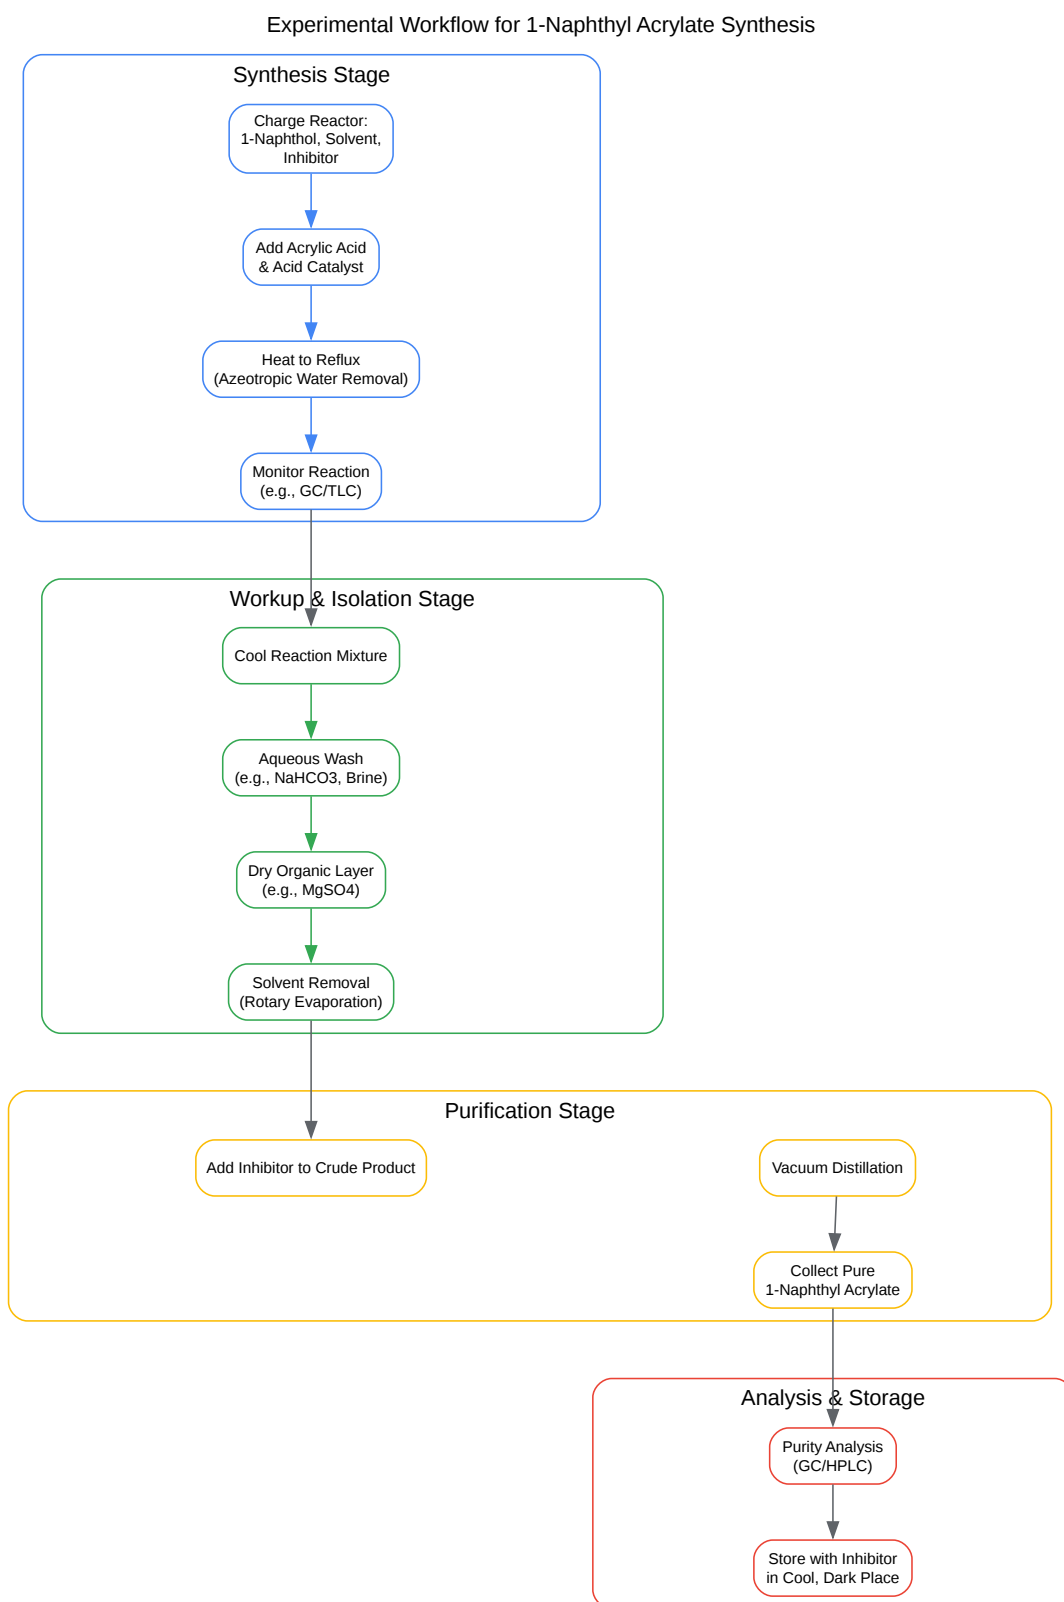 Experimental Workflow for 1-Naphthyl Acrylate Synthesis
Synthesis Stage
Charge Reactor:
1-Naphthol, Solvent,
Inhibitor
Add Acrylic Acid
& Acid Catalyst
Heat to Reflux
(Azeotropic Water Removal)
Monitor Reaction
(e.g., GC/TLC)
Workup & Isolation Stage
Cool Reaction Mixture
Aqueous Wash
(e.g., NaHCO3, Brine)
Dry Organic Layer
(e.g., MgSO4)
Solvent Removal
(Rotary Evaporation)
Purification Stage
Add Inhibitor to Crude Product
Vacuum Distillation
Collect Pure
1-Naphthyl Acrylate
Analysis & Storage
Purity Analysis
(GC/HPLC)
Store with Inhibitor
in Cool, Dark Place